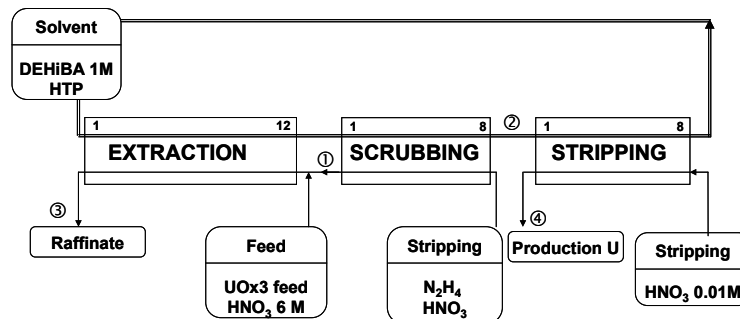 Solvent
DEHiBA 1M
HTP
1 12
EXTRACTION
①
1 8
SCRUBBING
②
1 8
STRIPPING
③
Raffinate
Feed
UOx3 feed
HNO₃ 6 M
Stripping
N₂H₄
HNO₃
④
Production U
Stripping
HNO₃ 0.01M